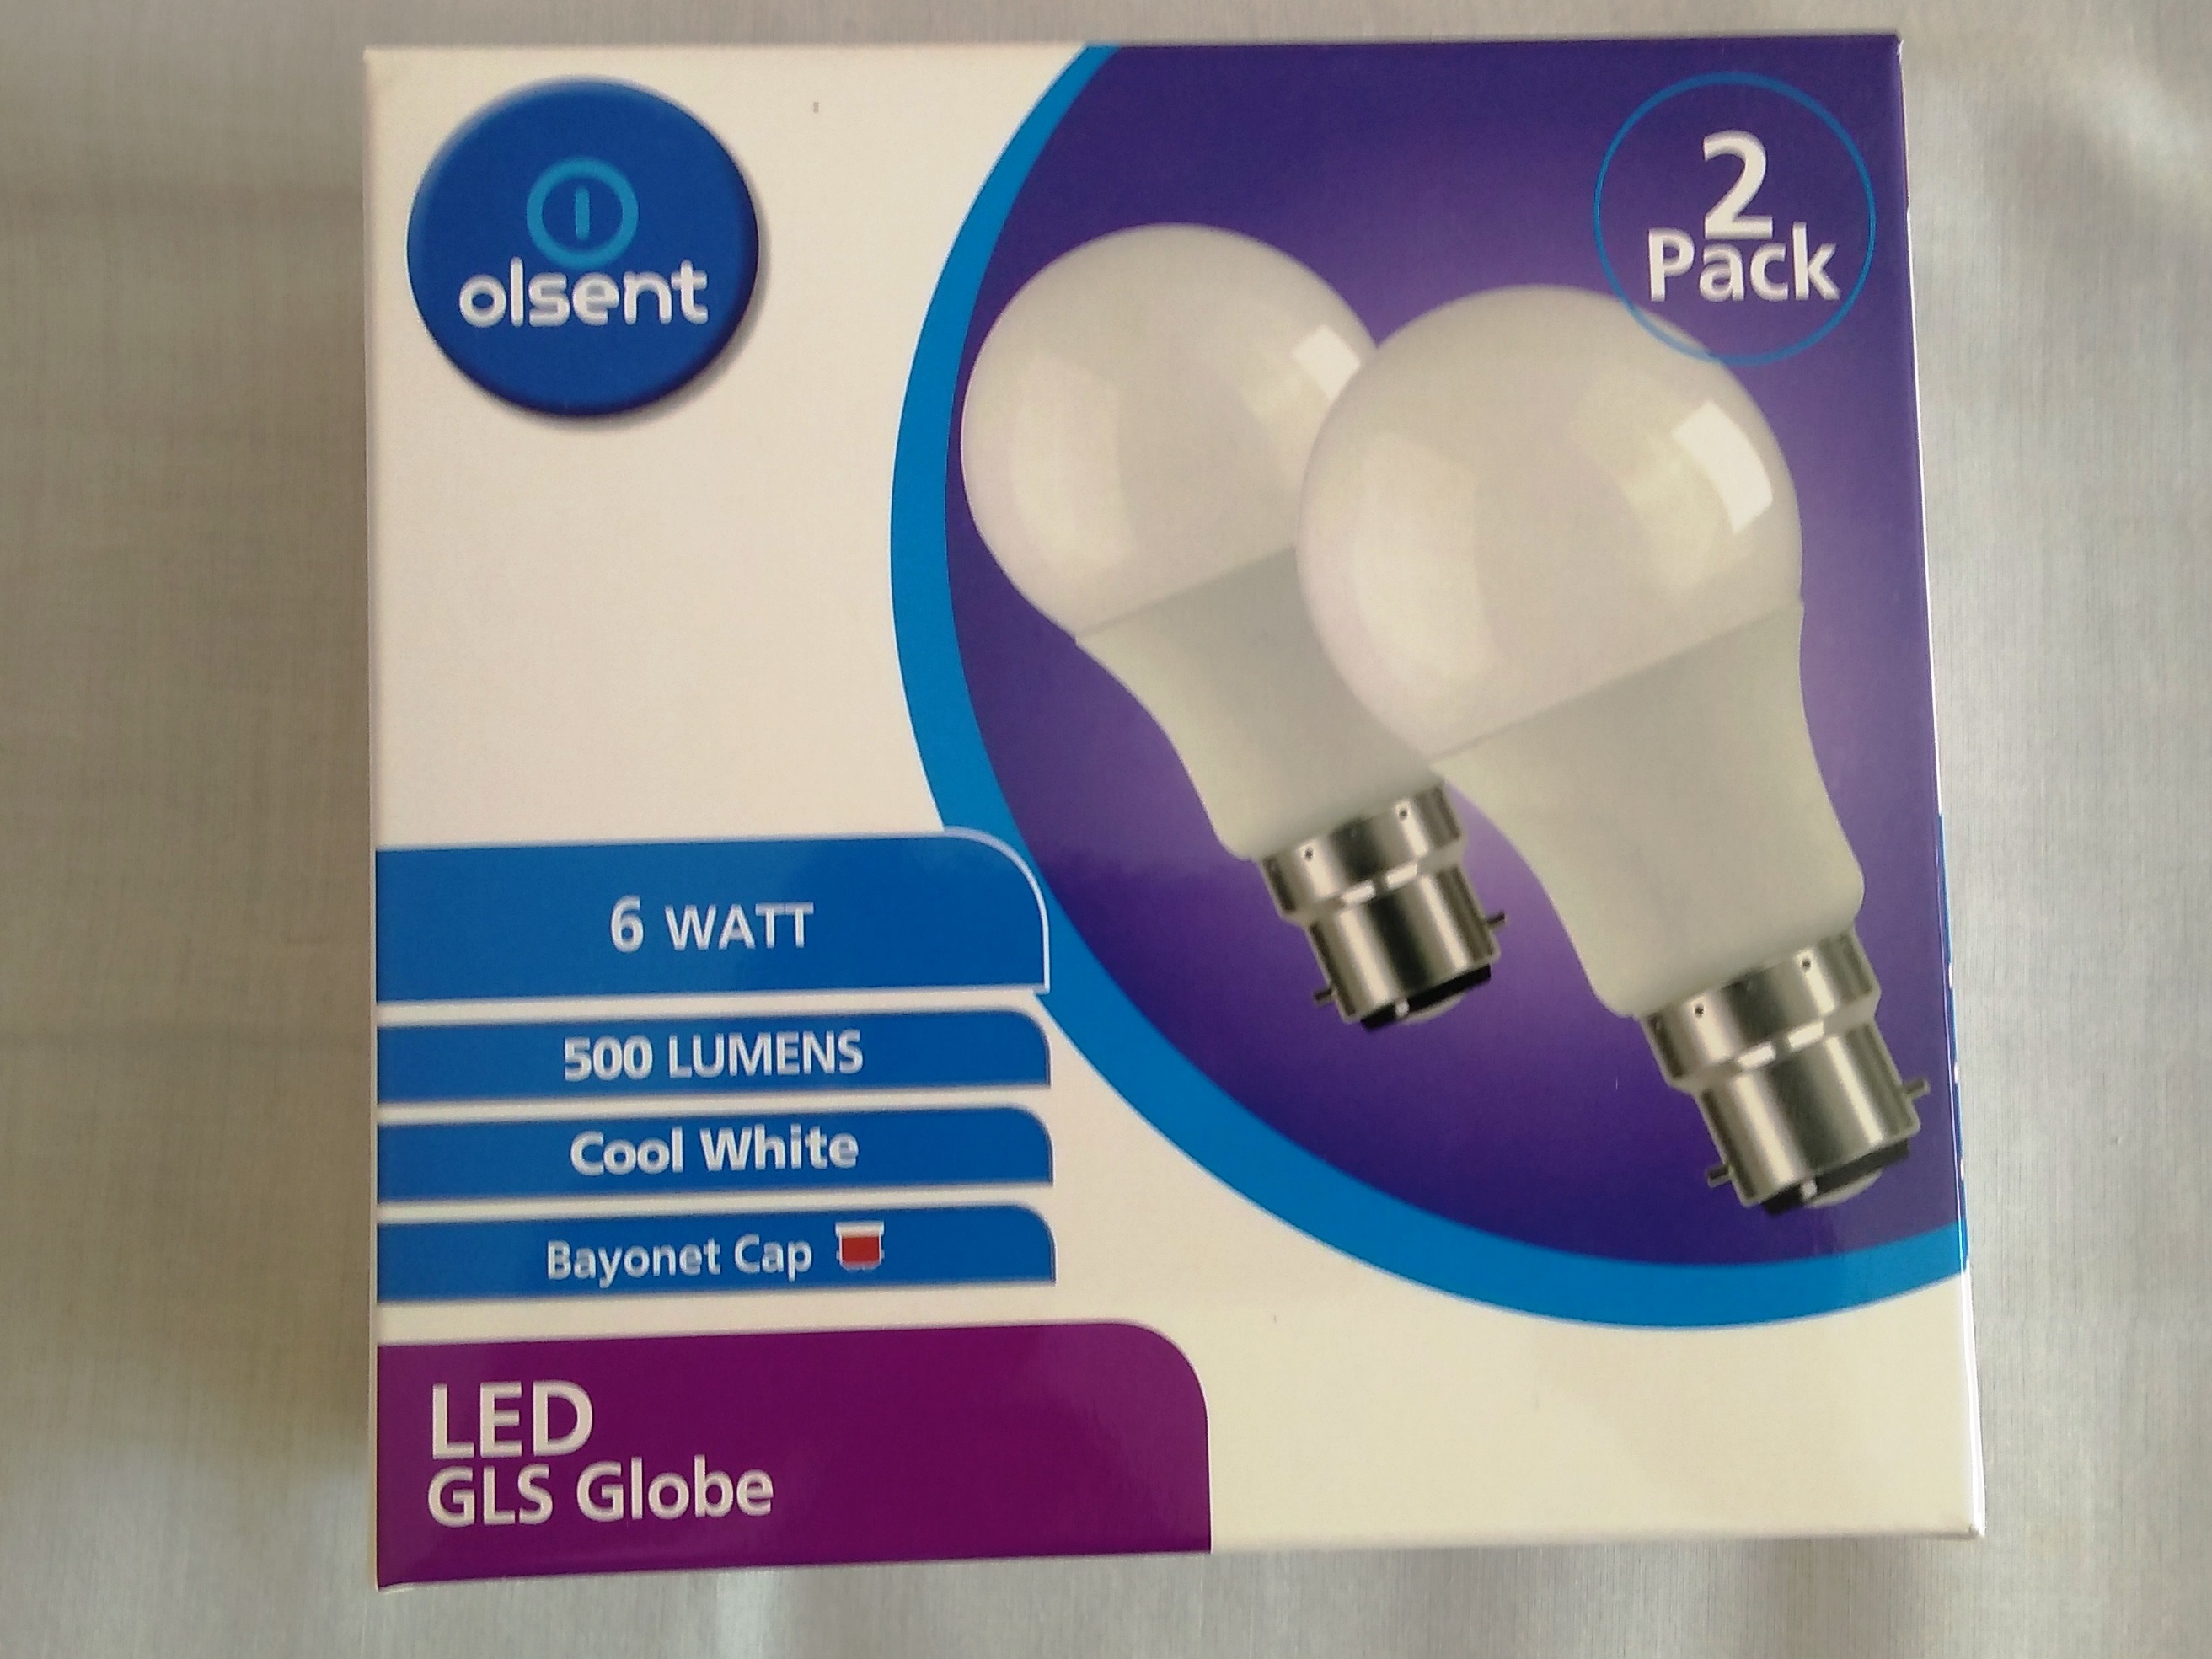 olsent
2
Pack
6 WATT
500 LUMENS
Cool White
Bayonet Cap
LED
GLS Globe